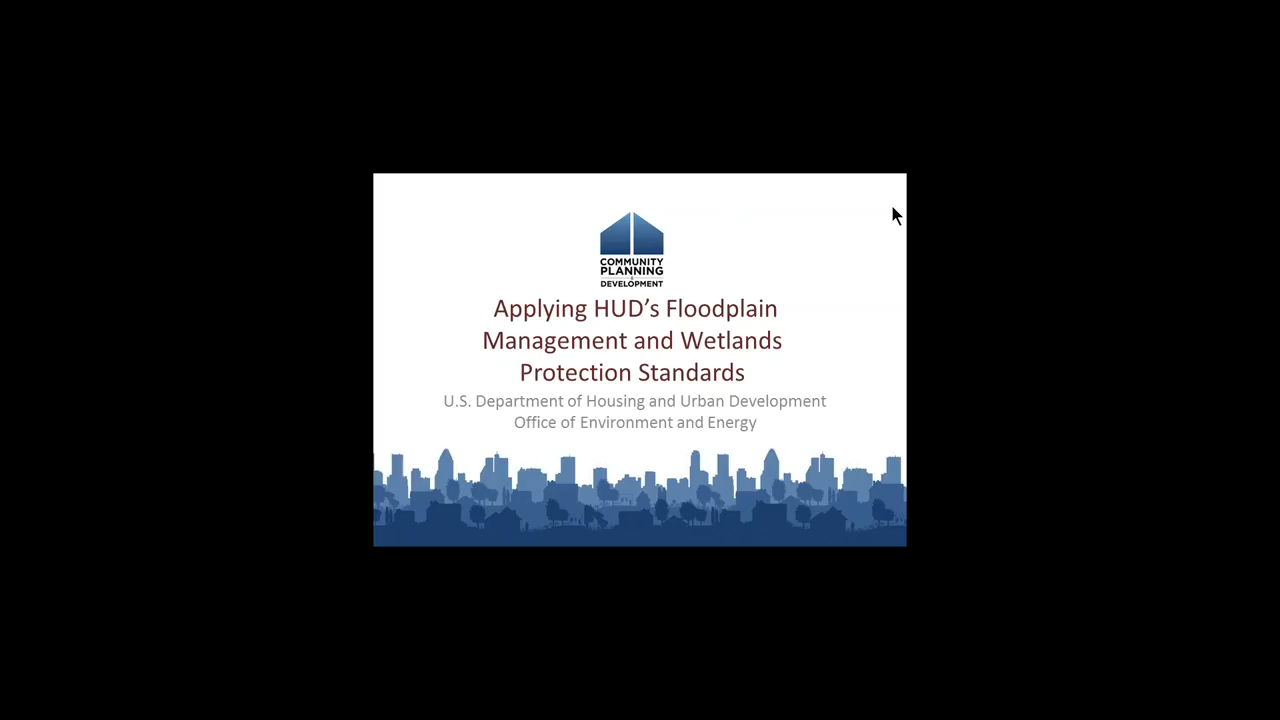 COMMUNITY
PLANNING
&
DEVELOPMENT
Applying HUD’s Floodplain
Management and Wetlands
Protection Standards
U.S. Department of Housing and Urban Development
Office of Environment and Energy